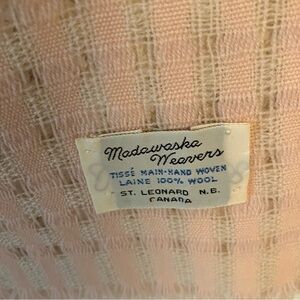 Madawaska
Weavers
TISSÉ MAIN-HAND WOVEN
LAINE 100% WOOL
ST. LEONARD N.B.
CANADA